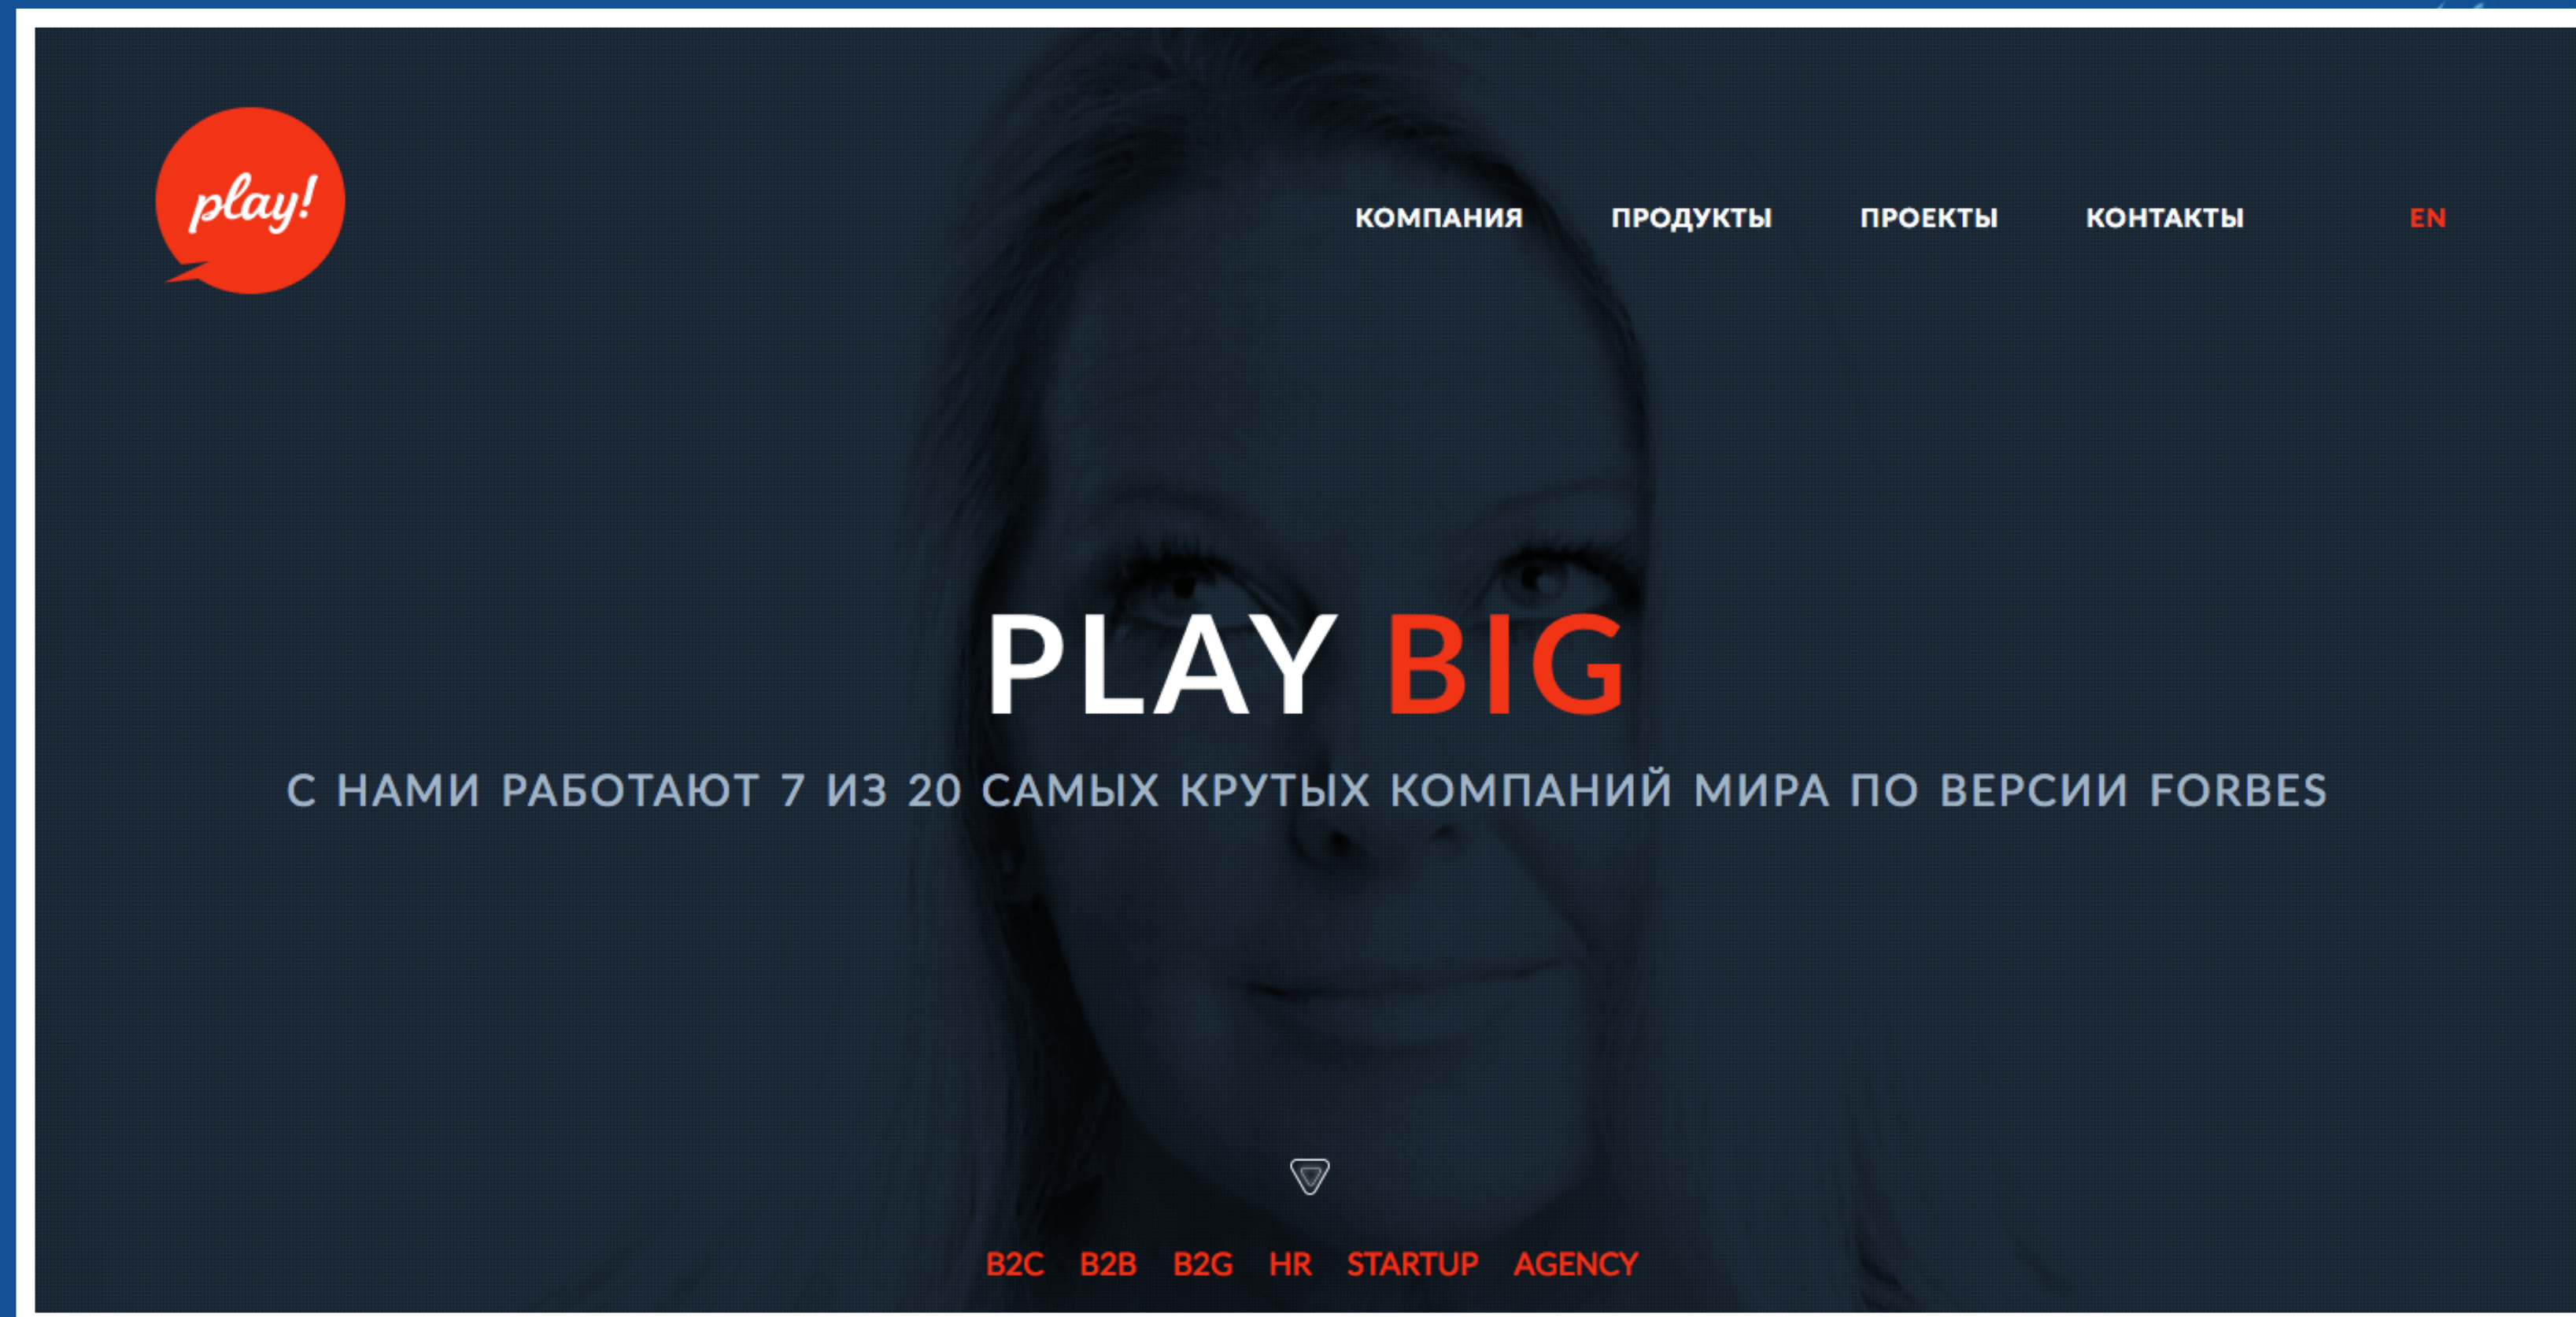 play!
КОМПАНИЯ ПРОДУКТЫ ПРОЕКТЫ КОНТАКТЫ EN
PLAY BIG
С НАМИ РАБОТАЮТ 7 ИЗ 20 САМЫХ КРУТЫХ КОМПАНИЙ МИРА ПО ВЕРСИИ FORBES
B2C B2B B2G HR STARTUP AGENCY